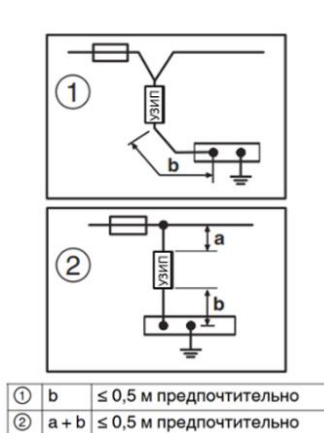 ①
УЗИП
b
②
a
УЗИП
b
① b ≤ 0,5 м предпочтительно
② a + b ≤ 0,5 м предпочтительно